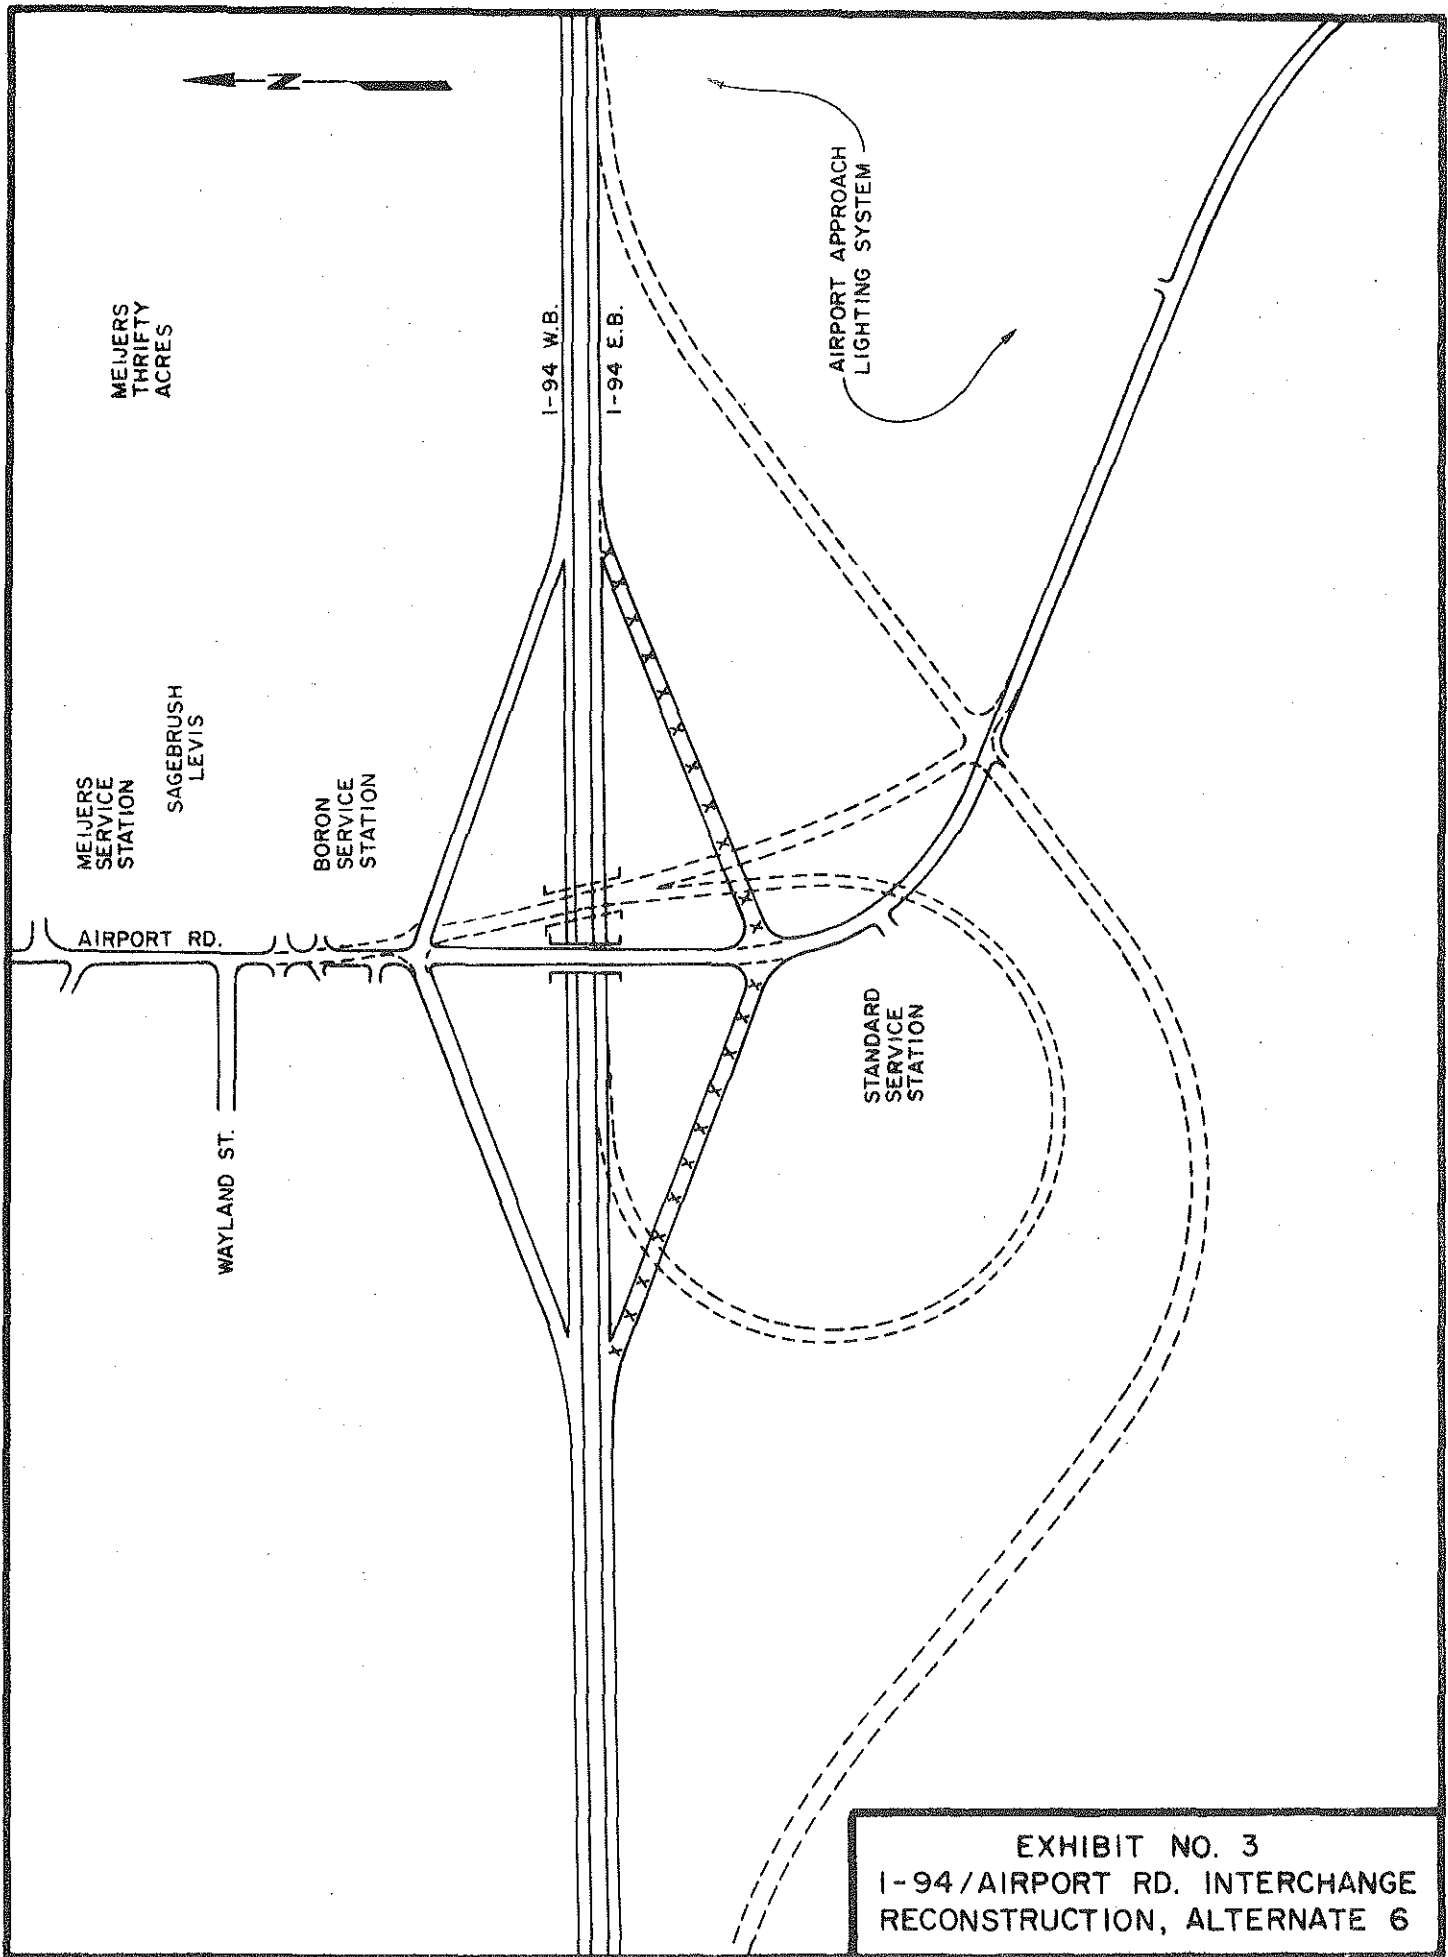 N
MEIJERS
THRIFTY
ACRES
I-94 W.B.
I-94 E.B.
AIRPORT APPROACH
LIGHTING SYSTEM
MEIJERS
SERVICE
STATION
SAGEBRUSH
LEVIS
BORON
SERVICE
STATION
AIRPORT RD.
WAYLAND ST.
STANDARD
SERVICE
STATION
EXHIBIT NO. 3
I-94/AIRPORT RD. INTERCHANGE
RECONSTRUCTION, ALTERNATE 6